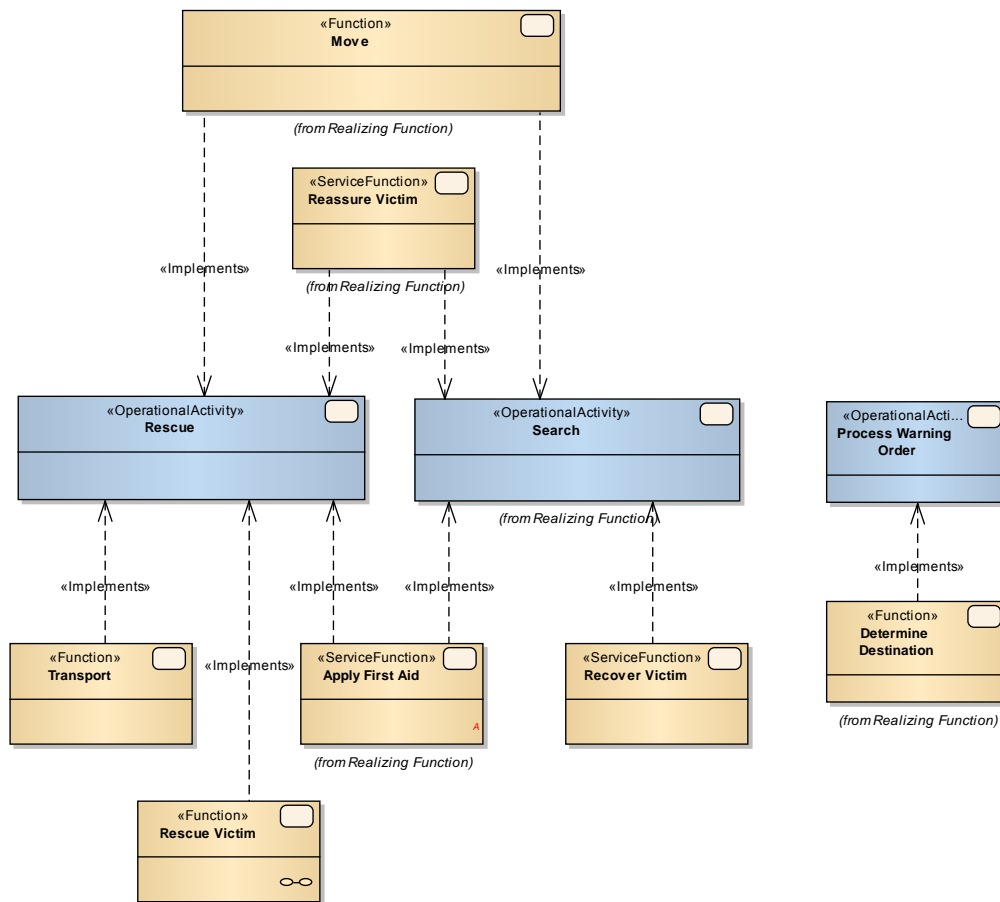 «Function»
Move
(from Realizing Function)
«ServiceFunction»
Reassure Victim
(from Realizing Function)
«Implements»
«Implements»
«Implements»
«Implements»
«OperationalActivity»
Rescue
«OperationalActivity»
Search
(from Realizing Function)
«OperationalActi...
Process Warning
Order
«Implements»
«Implements»
«Implements»
«Implements»
«Implements»
«Implements»
«Function»
Transport
«ServiceFunction»
Apply First Aid
A
(from Realizing Function)
«ServiceFunction»
Recover Victim
«Function»
Determine
Destination
(from Realizing Function)
«Function»
Rescue Victim